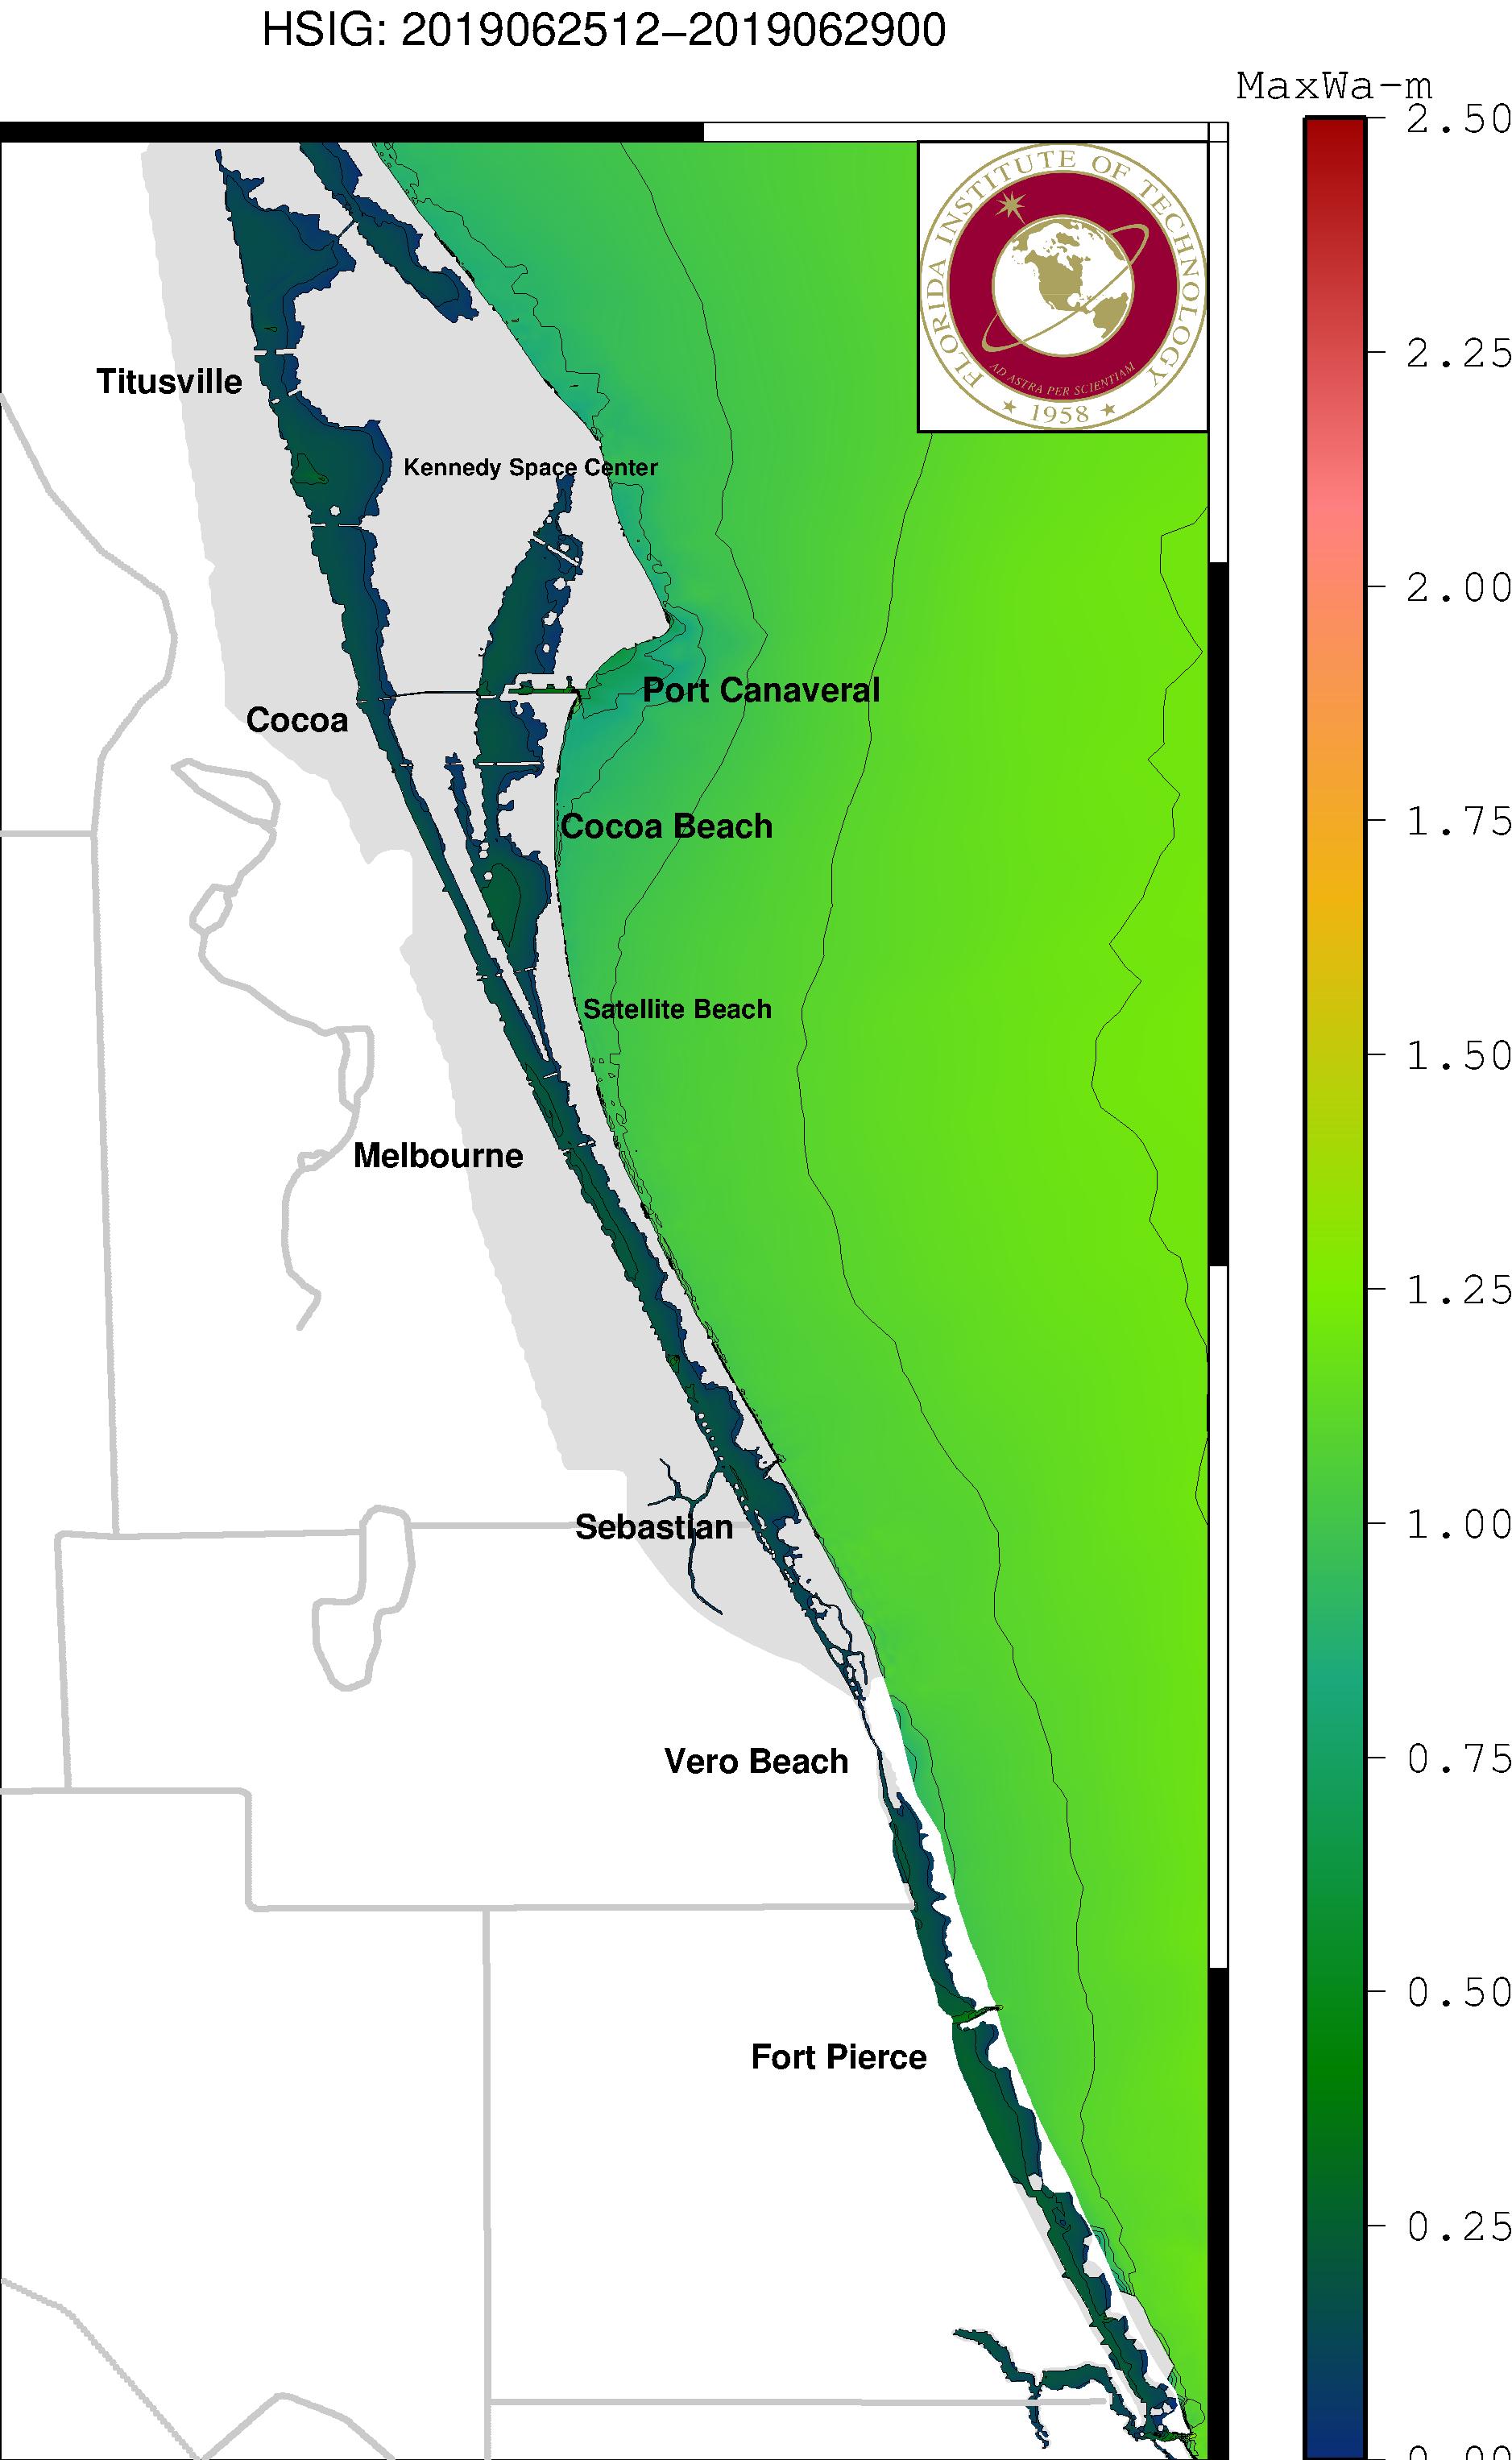 HSIG: 2019062512–2019062900
MaxWa-m
2.50
2.25
2.00
1.75
1.50
1.25
1.00
0.75
0.50
0.25
0.00
FLORIDA INSTITUTE OF TECHNOLOGY
AD ASTRA PER SCIENTIAM
1958
Titusville
Kennedy Space Center
Port Canaveral
Cocoa
Cocoa Beach
Satellite Beach
Melbourne
Sebastian
Vero Beach
Fort Pierce